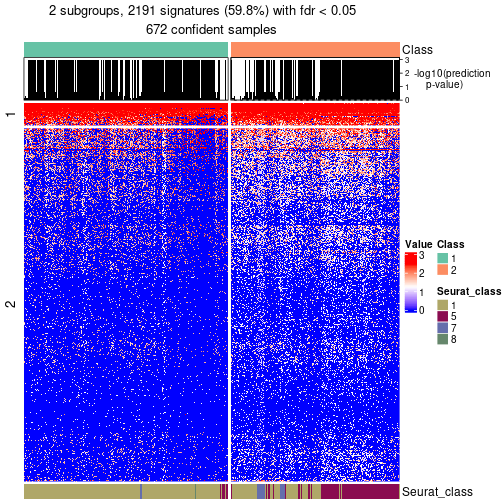 2 subgroups, 2191 signatures (59.8%) with fdr < 0.05
672 confident samples
Class
3
2
1
0
-log10(prediction
p-value)
1
2
Value
3
2
1
0
Class
1
2
Seurat_class
1
5
7
8
Seurat_class